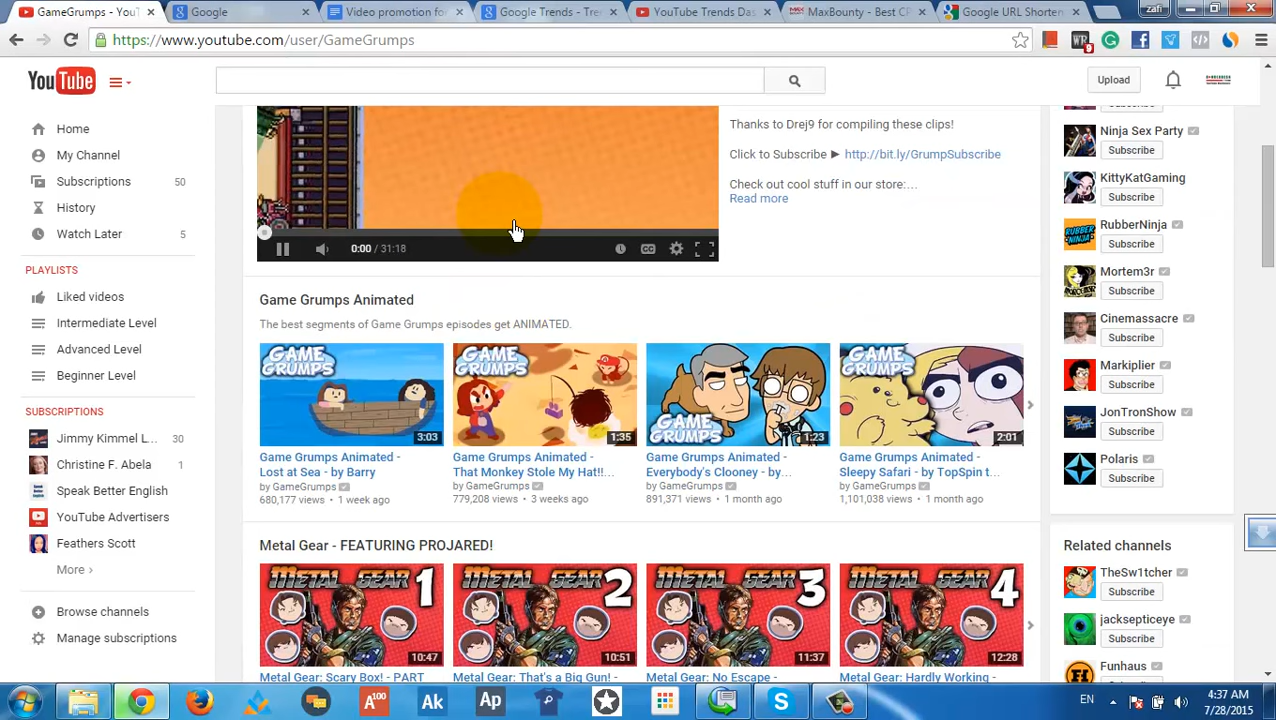 GameGrumps - YouT
Google
Video promotion for
Google Trends - Tre
YouTube Trends Das
MaxBounty - Best CP
Google URL Shorten
zafi
https://www.youtube.com/user/GameGrumps
9
YouTube
Upload
Home
My Channel
Subscriptions 50
History
Watch Later 5
PLAYLISTS
Liked videos
Intermediate Level
Advanced Level
Beginner Level
SUBSCRIPTIONS
Jimmy Kimmel L... 30
Christine F. Abela 1
Speak Better English
YouTube Advertisers
Feathers Scott
More ›
Browse channels
Manage subscriptions
0:00 / 31:18
CC
Thanks to Drej9 for compiling these clips!
Click to Subscribe ► http://bit.ly/GrumpSubscribe
Check out cool stuff in our store:...
Read more
Game Grumps Animated
The best segments of Game Grumps episodes get ANIMATED.
GAME GRUMPS
3:03
GAME GRUMPS
1:35
GAME GRUMPS
1:23
GAME GRUMPS
2:01
Game Grumps Animated -
Lost at Sea - by Barry
by GameGrumps
680,177 views • 1 week ago
Game Grumps Animated -
That Monkey Stole My Hat!!...
by GameGrumps
779,208 views • 3 weeks ago
Game Grumps Animated -
Everybody's Clooney - by...
by GameGrumps
891,371 views • 1 month ago
Game Grumps Animated -
Sleepy Safari - by TopSpin t...
by GameGrumps
1,101,038 views • 1 month ago
Metal Gear - FEATURING PROJARED!
METAL GEAR 1
10:47
METAL GEAR 2
10:51
METAL GEAR 3
11:37
METAL GEAR 4
12:28
Metal Gear: Scary Box - PART
Metal Gear: That's a Big Gun! -
Metal Gear: No Escape -
Metal Gear: Hardly Working -
Subscribe
Ninja Sex Party
Subscribe
KittyKatGaming
Subscribe
RubberNinja
Subscribe
Mortem3r
Subscribe
Cinemassacre
Subscribe
Markiplier
Subscribe
JonTronShow
Subscribe
Polaris
Subscribe
Related channels
TheSw1tcher
Subscribe
jacksepticeye
Subscribe
Funhaus
Subscribe
A100
Ak
Ap
EN
4:37 AM
7/28/2015